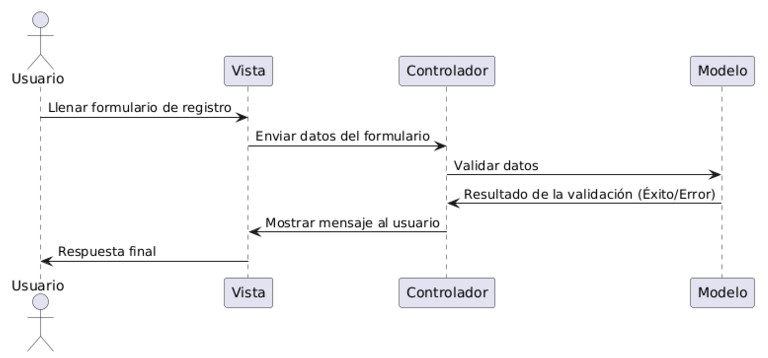 Usuario
Vista
Controlador
Modelo
Llenar formulario de registro
Enviar datos del formulario
Validar datos
Resultado de la validación (Éxito/Error)
Mostrar mensaje al usuario
Respuesta final
Usuario
Vista
Controlador
Modelo